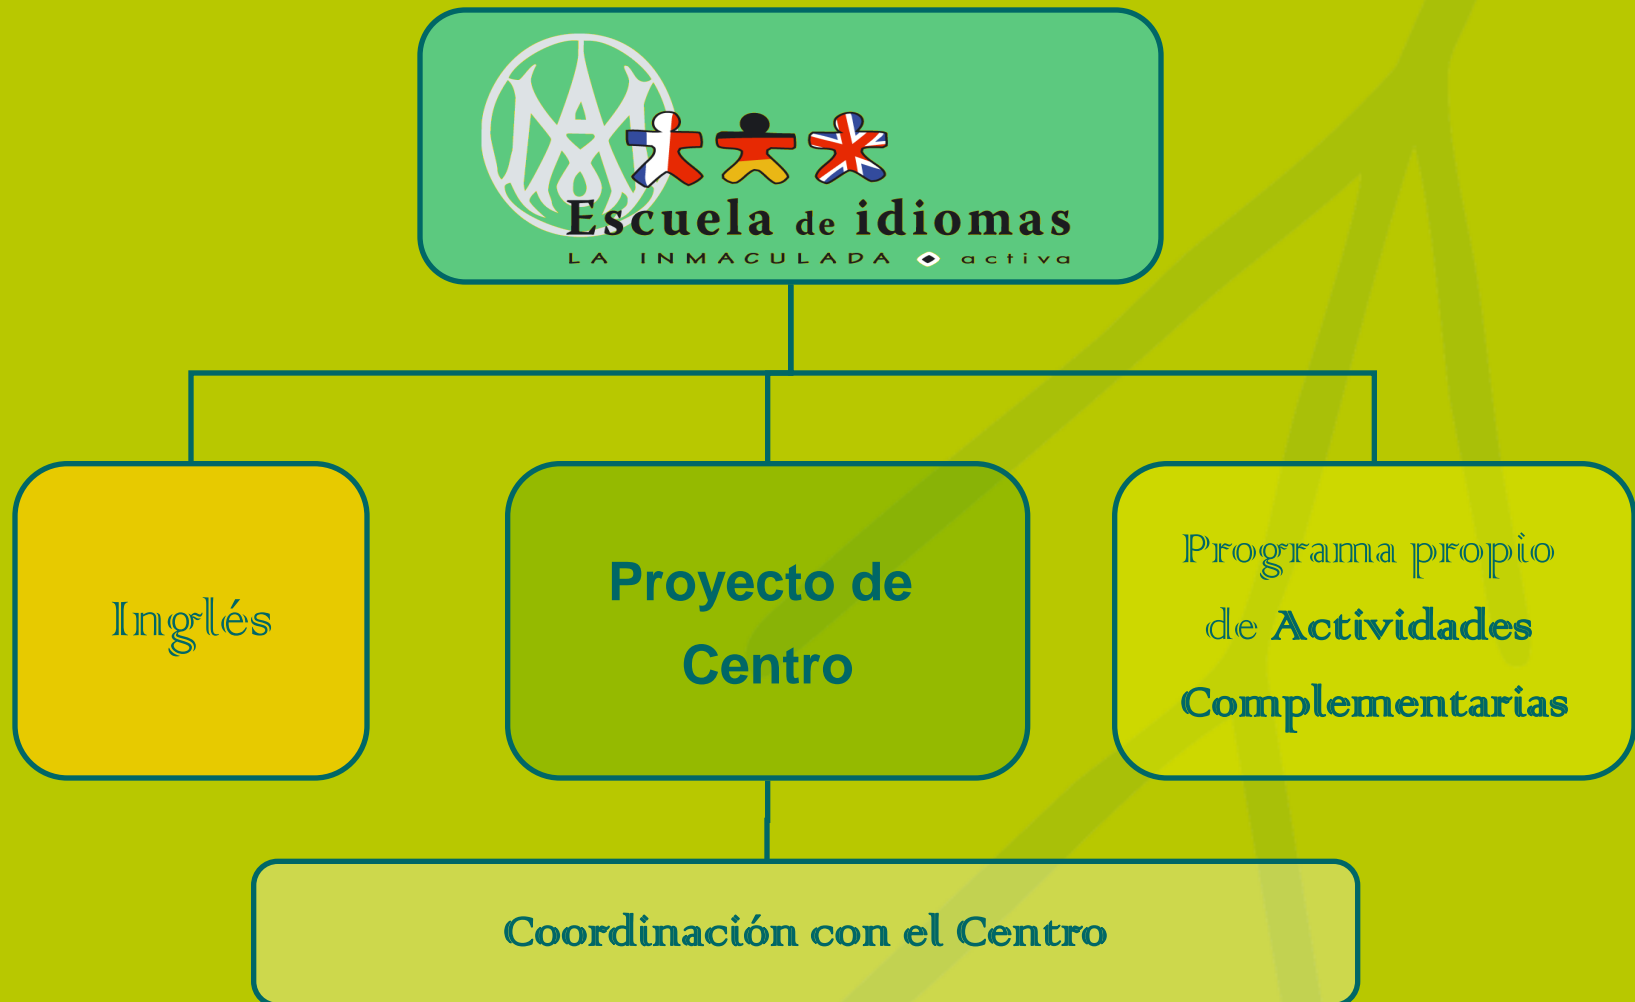 Escuela de idiomas
LA INMACULADA activa
Inglés
Proyecto de
Centro
Programa propio
de Actividades
Complementarias
Coordinación con el Centro